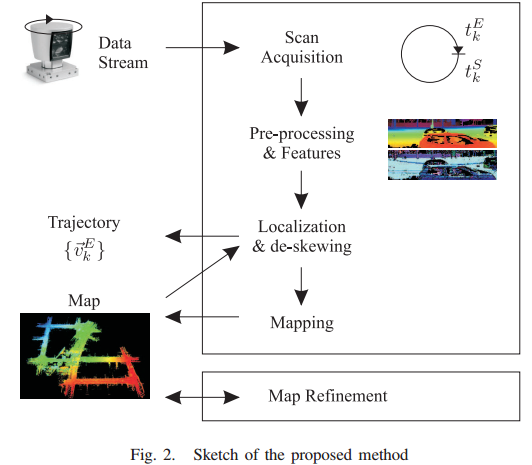 Data
Stream
Scan
Acquisition
$t_k^E$
$t_k^S$
Pre-processing
& Features
Trajectory
$\{\vec{v}_k^E\}$
Localization
& de-skewing
Map
Mapping
Map Refinement
Fig. 2. Sketch of the proposed method